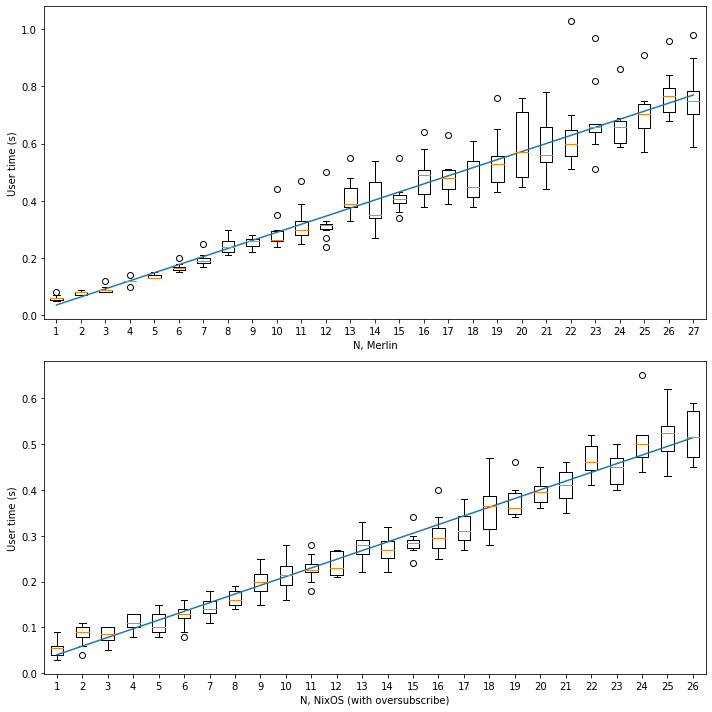 User time (s)
1.0
0.8
0.6
0.4
0.2
0.0
1 2 3 4 5 6 7 8 9 10 11 12 13 14 15 16 17 18 19 20 21 22 23 24 25 26 27
N, Merlin
User time (s)
0.6
0.5
0.4
0.3
0.2
0.1
0.0
1 2 3 4 5 6 7 8 9 10 11 12 13 14 15 16 17 18 19 20 21 22 23 24 25 26
N, NixOS (with oversubscribe)